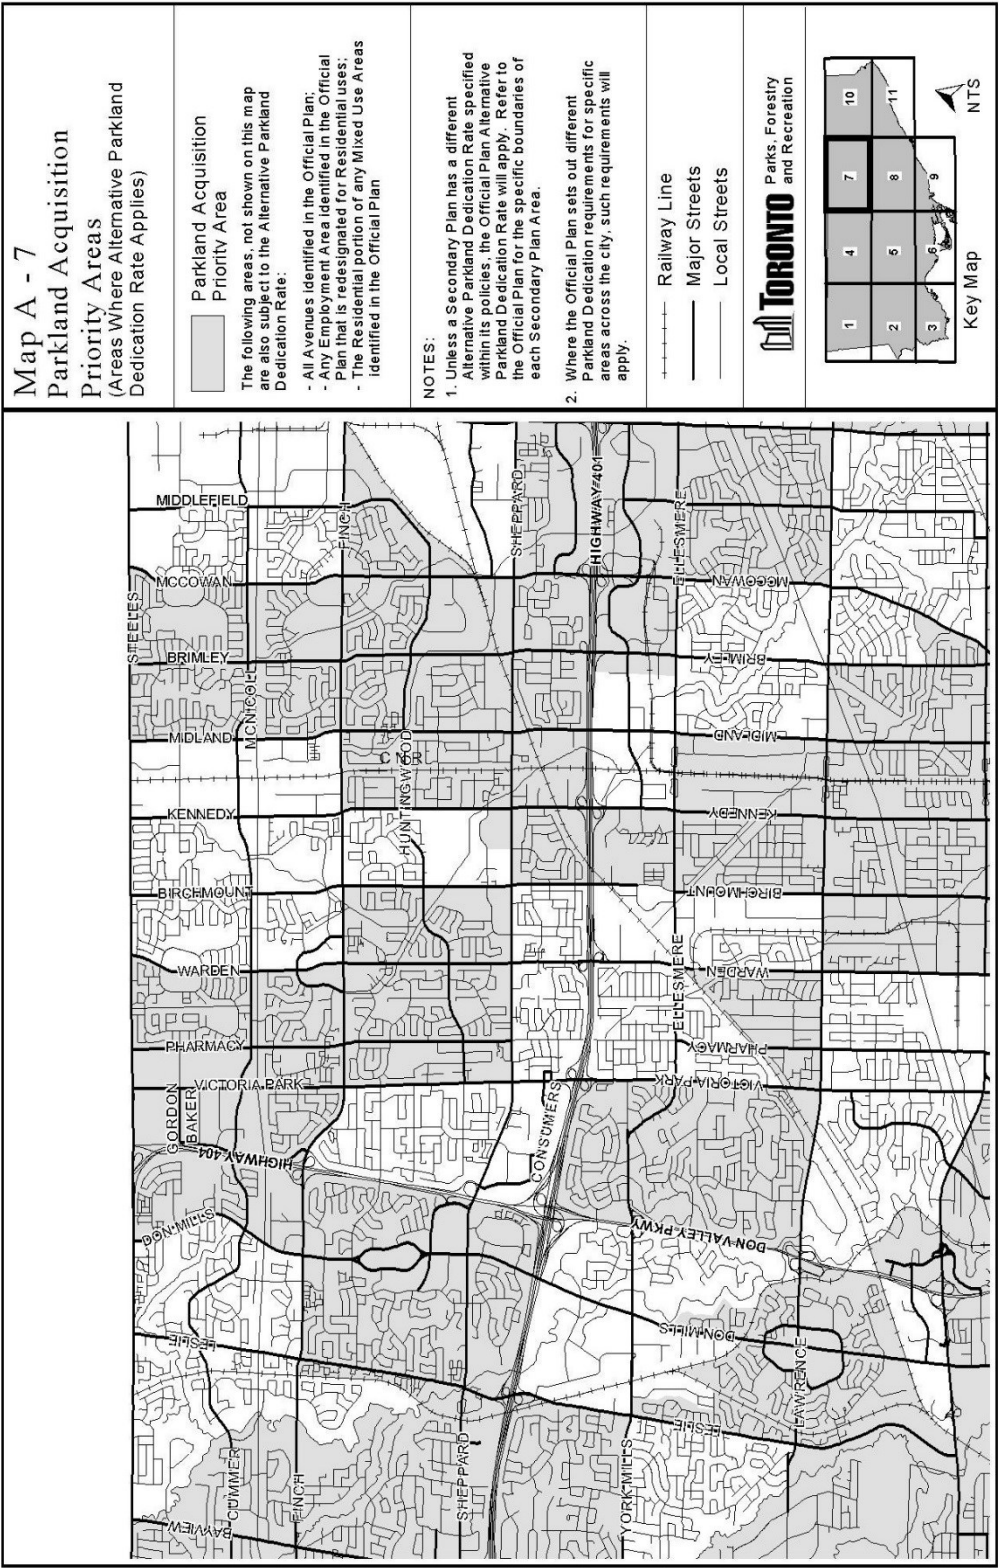 Map A - 7
Parkland Acquisition
Priority Areas
(Areas Where Alternative Parkland
Dedication Rate Applies)
Parkland Acquisition
Priority Area
The following areas, not shown on this map
are also subject to the Alternative Parkland
Dedication Rate:
- All Avenues identified in the Official Plan;
- Any Employment Area identified in the Official
Plan that is redesignated for Residential uses;
- The Residential portion of any Mixed Use Areas
identified in the Official Plan
NOTES:
1. Unless a Secondary Plan has a different
Alternative Parkland Dedication Rate specified
within its policies, the Official Plan Alternative
Parkland Dedication Rate will apply. Refer to
the Official Plan for the specific boundaries of
each Secondary Plan Area.
2. Where the Official Plan sets out different
Parkland Dedication requirements for specific
areas across the city, such requirements will
apply.
Railway Line
Major Streets
Local Streets
TORONTO
Parks, Forestry
and Recreation
1
2
3
4
5
6
7
8
9
10
11
NTS
Key Map
STEELES
MIDDLEFIELD
MCCOWAN
BRIMLEY
MIDLAND
KENNEDY
BIRCHMOUNT
WARDEN
PHARMACY
VICTORIA PARK
GORDON
BAKER
HIGHWAY 404
DON MILLS
LESLIE
CUMMER
BAYVIEW
MCNICOLL
FINCH
FINCH
HUNTINGWOOD
C N R
SHEPPARD
SHEPPARD
CONSUMERS
HIGHWAY 401
ELLESMERE
ELLESMERE
MCCOWAN
BRIMLEY
MIDLAND
KENNEDY
BIRCHMOUNT
WARDEN
PHARMACY
VICTORIA PARK
DON VALLEY PKWY
DON MILLS
LESLIE
YORK MILLS
LAWRENCE